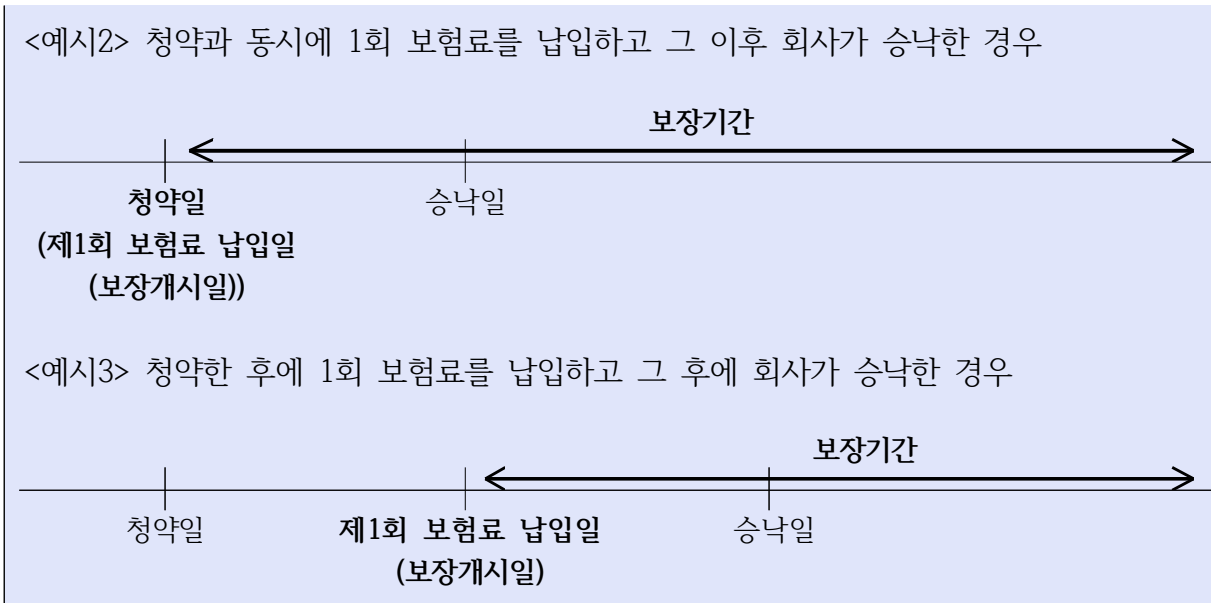 <예시2> 청약과 동시에 1회 보험료를 납입하고 그 이후 회사가 승낙한 경우
보장기간
청약일
승낙일
(제1회 보험료 납입일
(보장개시일))
<예시3> 청약한 후에 1회 보험료를 납입하고 그 후에 회사가 승낙한 경우
보장기간
청약일
제1회 보험료 납입일
승낙일
(보장개시일)